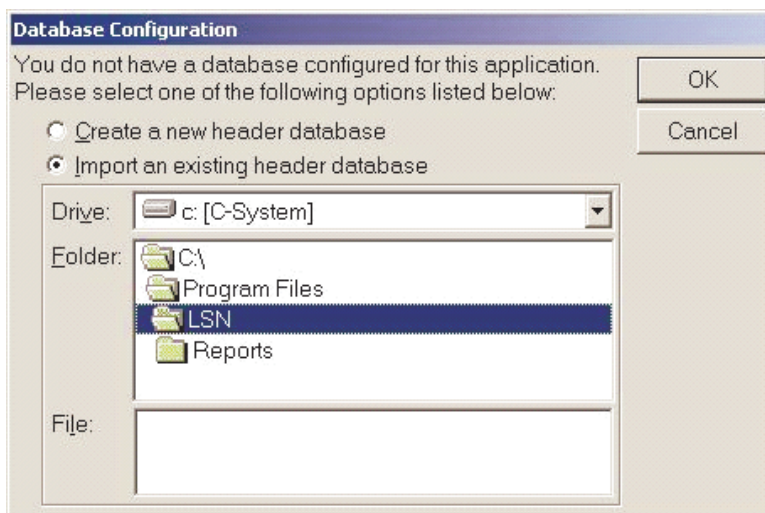 Database Configuration
You do not have a database configured for this application.
Please select one of the following options listed below:
OK
Cancel
Create a new header database
Import an existing header database
Drive: c: [C-System]
Folder: C:\
Program Files
LSN
Reports
File: